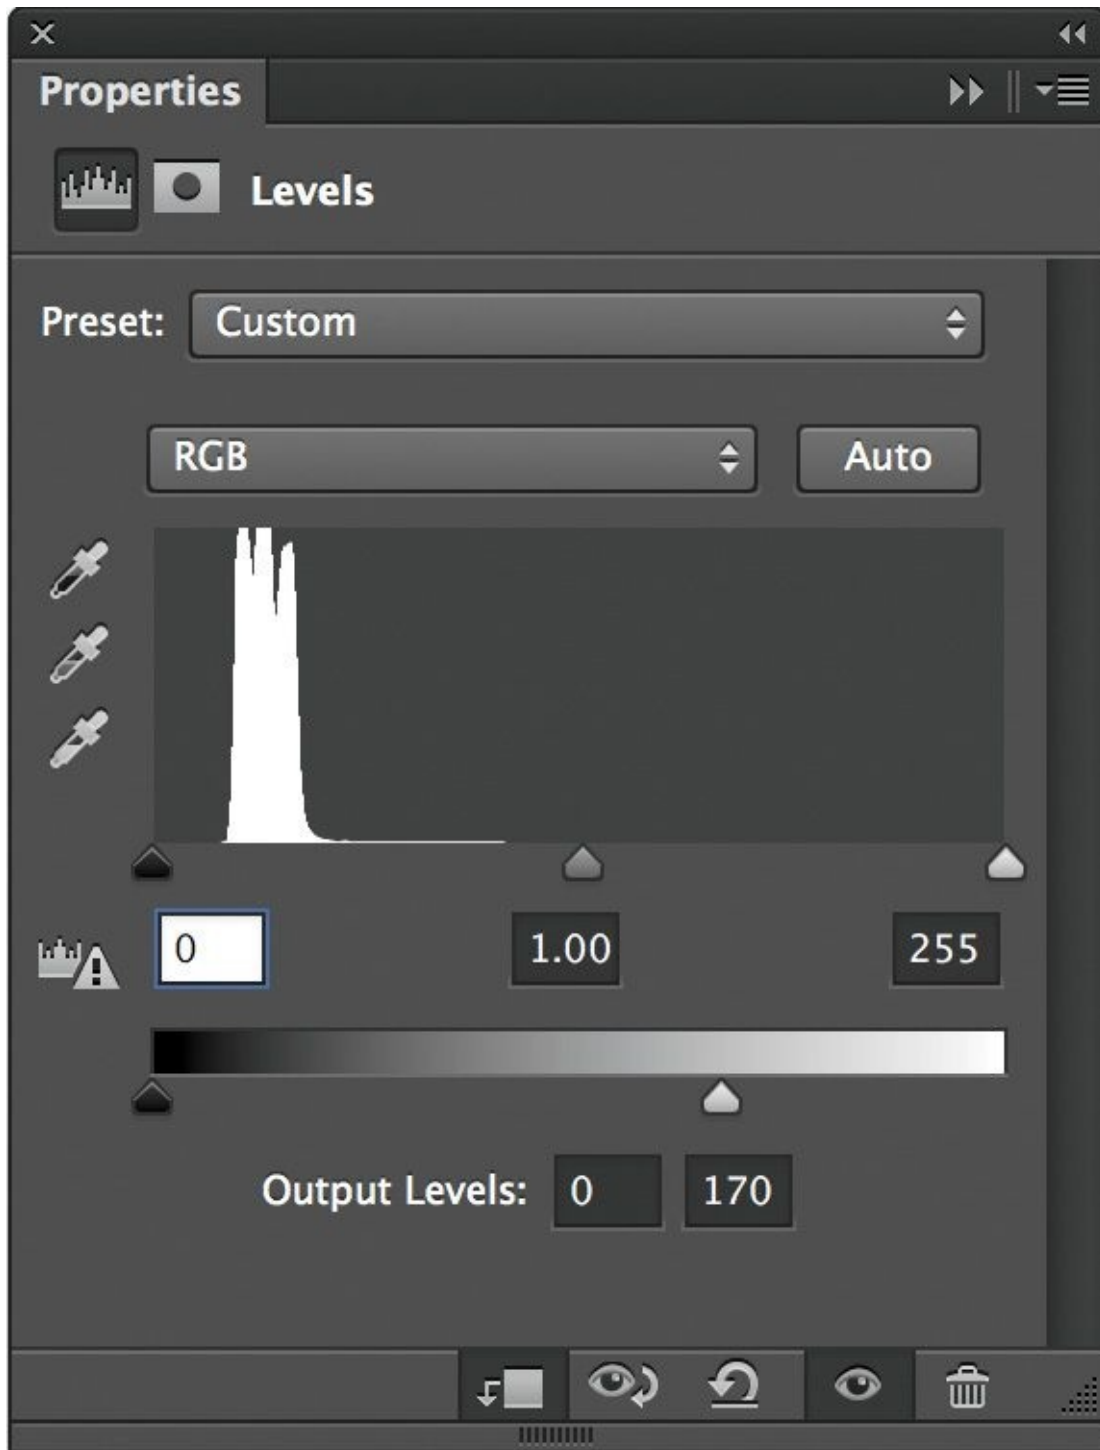 Properties
Levels
Preset: Custom
RGB Auto
0 1.00 255
Output Levels: 0 170